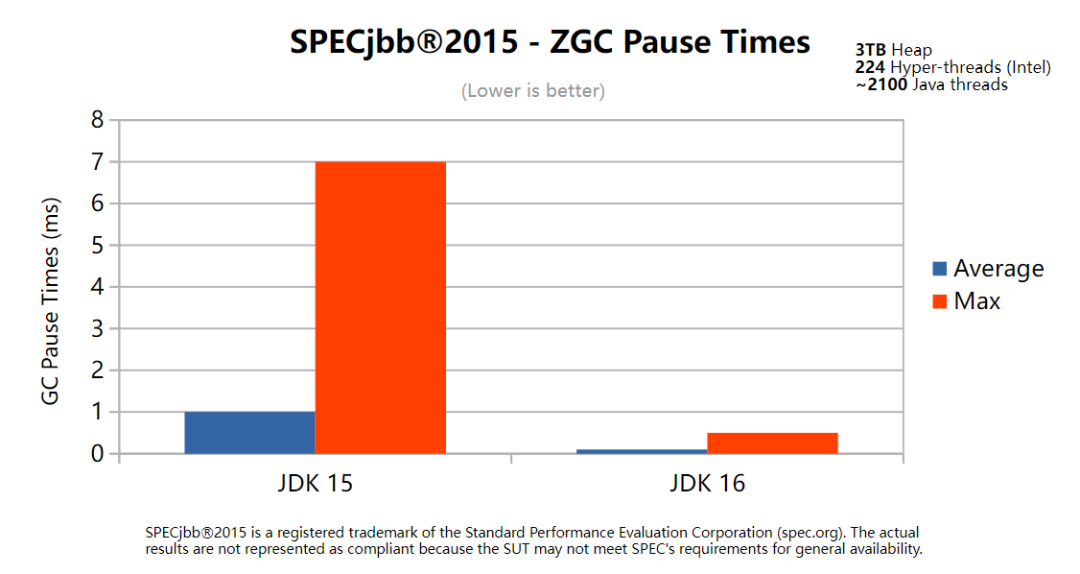 SPECjbb®2015 - ZGC Pause Times
3TB Heap
224 Hyper-threads (Intel)
~2100 Java threads
(Lower is better)
GC Pause Times (ms)
8
7
6
5
4
3
2
1
0
JDK 15
JDK 16
Average
Max
SPECjbb®2015 is a registered trademark of the Standard Performance Evaluation Corporation (spec.org). The actual
results are not represented as compliant because the SUT may not meet SPEC's requirements for general availability.